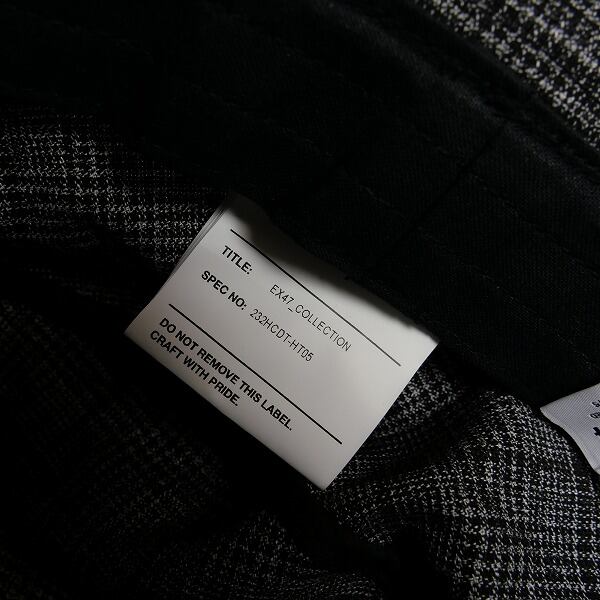 TITLE: EX47_COLLECTION
SPEC NO: 232HCDT-HT05
DO NOT REMOVE THIS LABEL.
CRAFT WITH PRIDE.